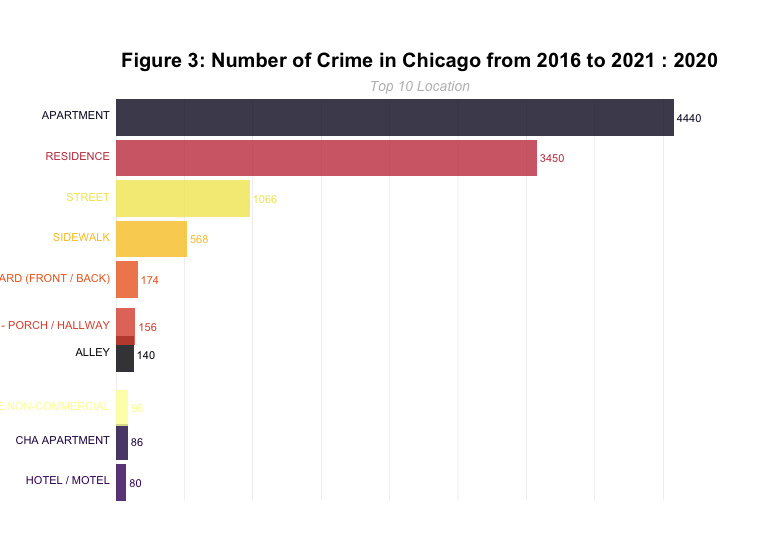 Figure 3: Number of Crime in Chicago from 2016 to 2021 : 2020
Top 10 Location
APARTMENT 4440
RESIDENCE 3450
STREET 1066
SIDEWALK 568
ARD (FRONT / BACK) 174
- PORCH / HALLWAY 156
ALLEY 140
E NON-COMMERCIAL
CHA APARTMENT 86
HOTEL / MOTEL 80